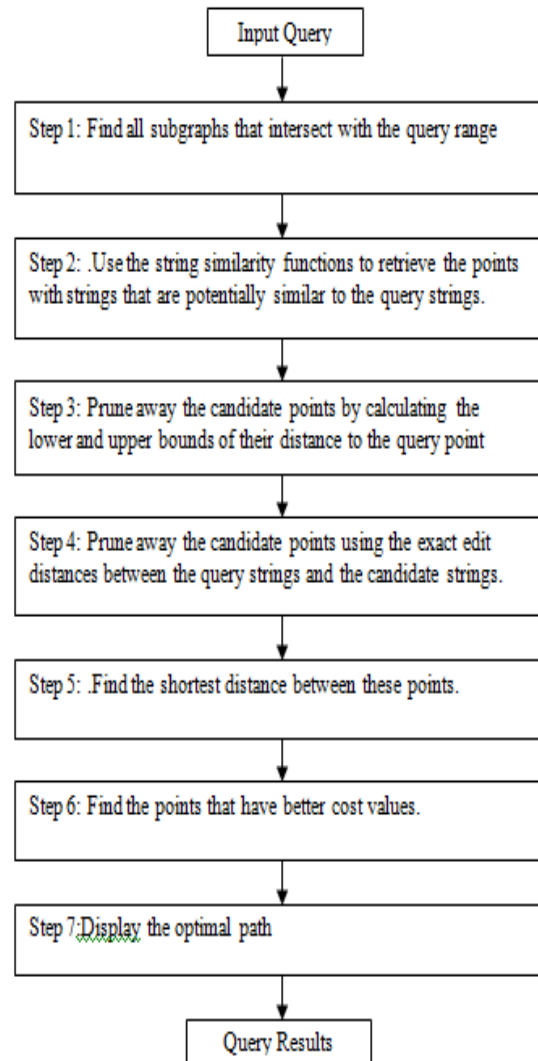 Input Query
Step 1: Find all subgraphs that intersect with the query range
Step 2: .Use the string similarity functions to retrieve the points
with strings that are potentially similar to the query strings.
Step 3: Prune away the candidate points by calculating the
lower and upper bounds of their distance to the query point
Step 4: Prune away the candidate points using the exact edit
distances between the query strings and the candidate strings.
Step 5: .Find the shortest distance between these points.
Step 6: Find the points that have better cost values.
Step 7:Display the optimal path
Query Results